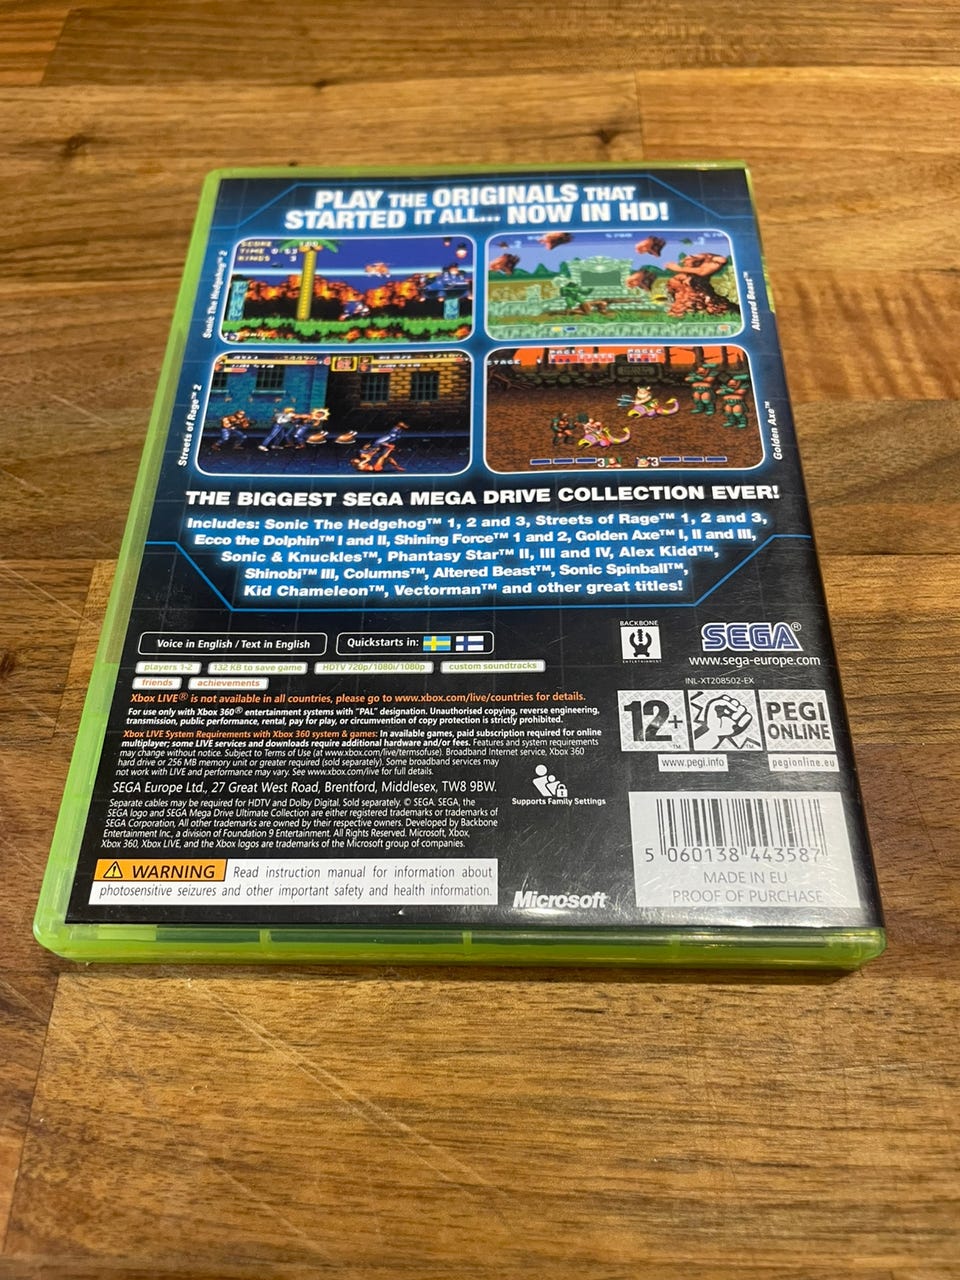 PLAY THE ORIGINALS THAT
STARTED IT ALL... NOW IN HD!
Sonic The Hedgehog™ 2
SCORE
TIME
RINGS 3
Altered Beast™
Streets of Rage™ 2
Golden Axe™
THE BIGGEST SEGA MEGA DRIVE COLLECTION EVER!
Includes: Sonic The Hedgehog™ 1, 2 and 3, Streets of Rage™ 1, 2 and 3,
Ecco the Dolphin™ I and II, Shining Force™ 1 and 2, Golden Axe™ I, II and III,
Sonic & Knuckles™, Phantasy Star™ II, III and IV, Alex Kidd™,
Shinobi™ III, Columns™, Altered Beast™, Sonic Spinball™,
Kid Chameleon™, Vectorman™ and other great titles!
Voice in English / Text in English
Quickstarts in:
BACKBONE
ENTERTAINMENT
SEGA®
www.sega-europe.com
players 1-2
132 KB to save game
HDTV 720p/1080i/1080p
custom soundtracks
friends
achievements
INL-XT208502-EX
Xbox LIVE® is not available in all countries, please go to www.xbox.com/live/countries for details.
For use only with Xbox 360® entertainment systems with "PAL" designation. Unauthorised copying, reverse engineering,
transmission, public performance, rental, pay for play, or circumvention of copy protection is strictly prohibited.
Xbox LIVE System Requirements with Xbox 360 system & games: In available games, paid subscription required for online
multiplayer; some LIVE services and downloads require additional hardware and/or fees. Features and system requirements
may change without notice. Subject to Terms of Use (at www.xbox.com/live/termsofuse). Broadband Internet service, Xbox 360
hard drive or 256 MB memory unit or greater required (sold separately). Some broadband services may
not work with LIVE and performance may vary. See www.xbox.com/live for full details.
12+
PEGI
ONLINE
www.pegi.info
pegionline.eu
SEGA Europe Ltd., 27 Great West Road, Brentford, Middlesex, TW8 9BW.
Supports Family Settings
Separate cables may be required for HDTV and Dolby Digital. Sold separately. © SEGA. SEGA, the
SEGA logo and SEGA Mega Drive Ultimate Collection are either registered trademarks or trademarks of
SEGA Corporation. All other trademarks are owned by their respective owners. Developed by Backbone
Entertainment Inc., a division of Foundation 9 Entertainment. All Rights Reserved. Microsoft, Xbox,
Xbox 360, Xbox LIVE, and the Xbox logos are trademarks of the Microsoft group of companies.
WARNING Read instruction manual for information about
photosensitive seizures and other important safety and health information.
Microsoft
5 060138 443587
MADE IN EU
PROOF OF PURCHASE